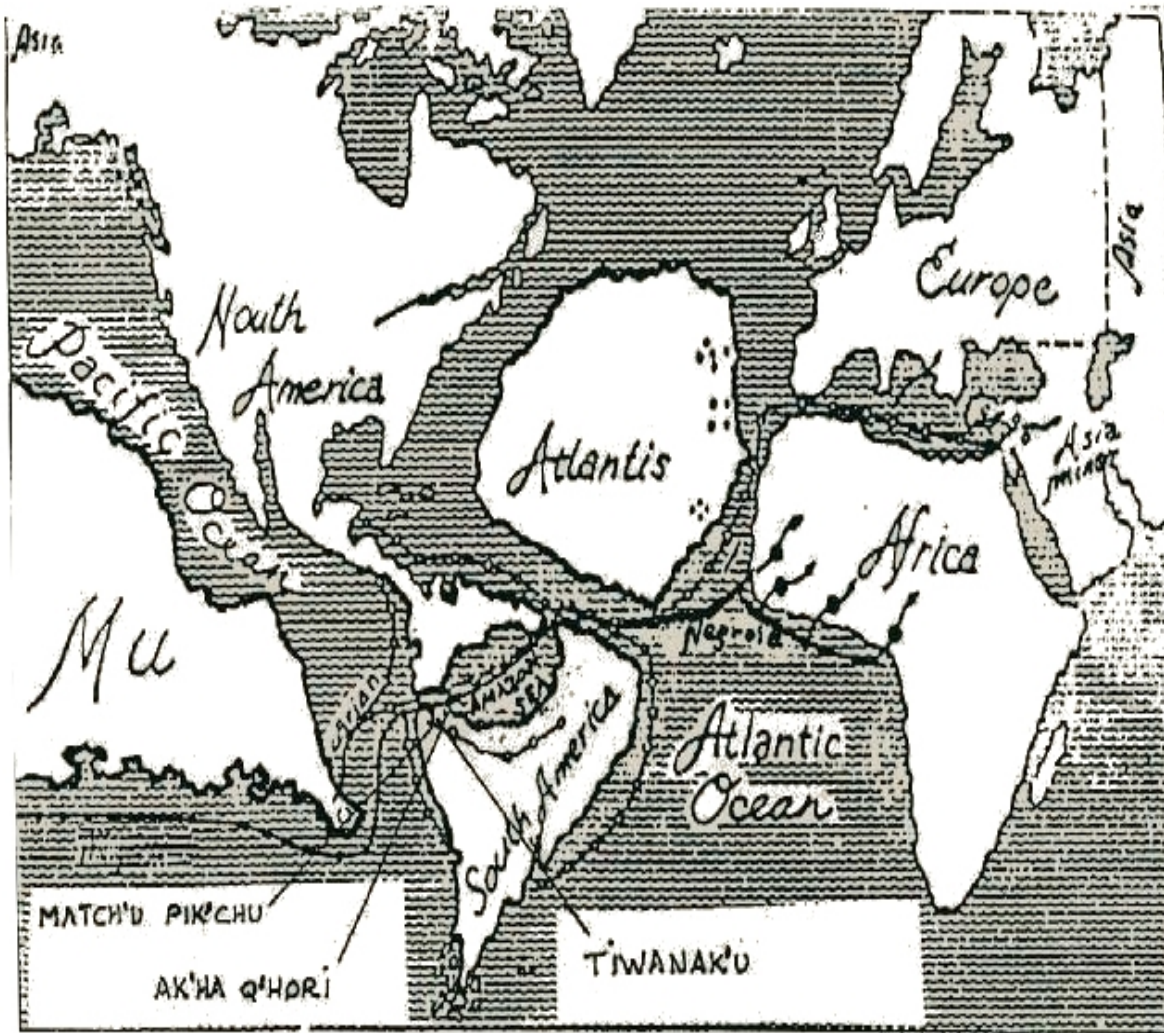 Asia
Nouth
America
Pacific
Ocean
Mu
Atlantis
Europe
Asia
Asia
minor
Africa
Negroia
AMAZON
SEA
South America
Atlantic
Ocean
MATCH'U PIK'CHU
AK'HA Q'HORI
TIWANAK'U